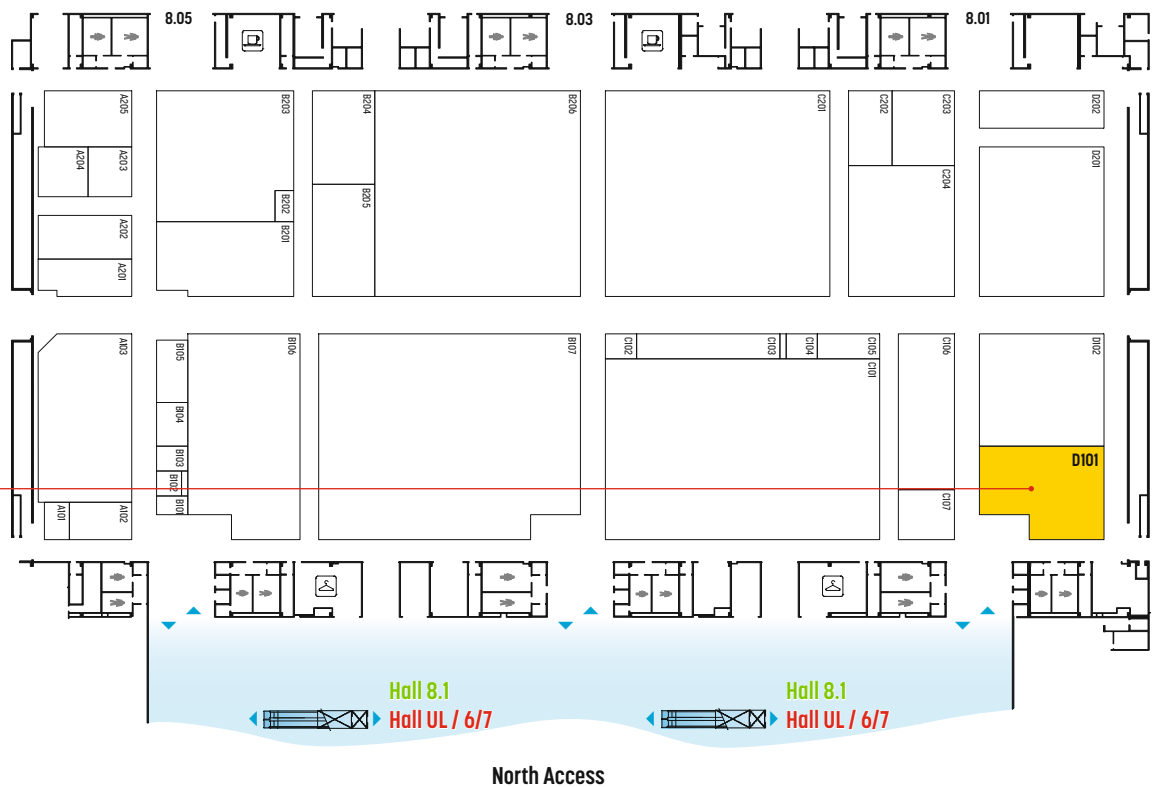 8.05
8.03
8.01
A205
B203
B204
B206
C201
C202
C203
D202
A204
A203
D201
C204
B202
B205
A202
B201
A201
A103
B105
B106
B107
C102
C103
C104
C105
C106
D102
C101
B104
B103
D101
B102
B101
C107
A101
A102
Hall 8.1
Hall UL / 6/7
Hall 8.1
Hall UL / 6/7
North Access